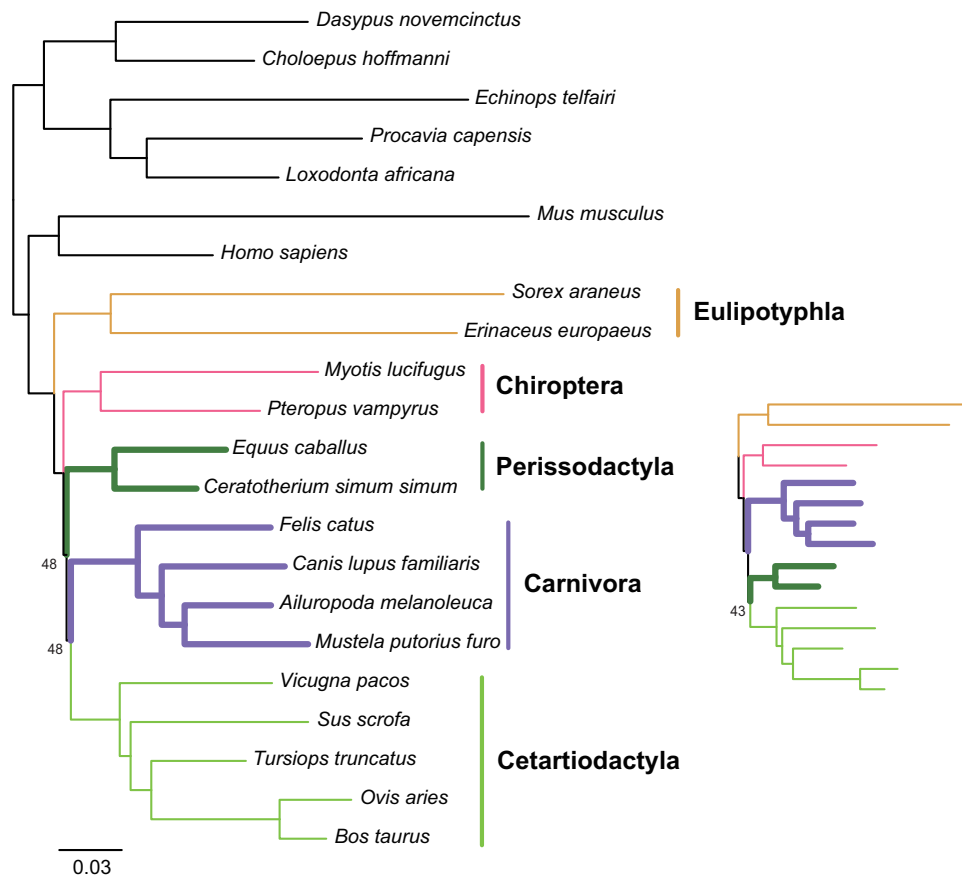 Dasypus novemcinctus
Choloepus hoffmanni
Echinops telfairi
Procavia capensis
Loxodonta africana
Mus musculus
Homo sapiens
Sorex araneus
Eulipotyphla
Erinaceus europaeus
Myotis lucifugus
Chiroptera
Pteropus vampyrus
Equus caballus
Perissodactyla
Ceratotherium simum simum
Felis catus
48
Canis lupus familiaris
Carnivora
Ailuropoda melanoleuca
43
Mustela putorius furo
48
Vicugna pacos
Sus scrofa
Cetartiodactyla
Tursiops truncatus
Ovis aries
Bos taurus
0.03